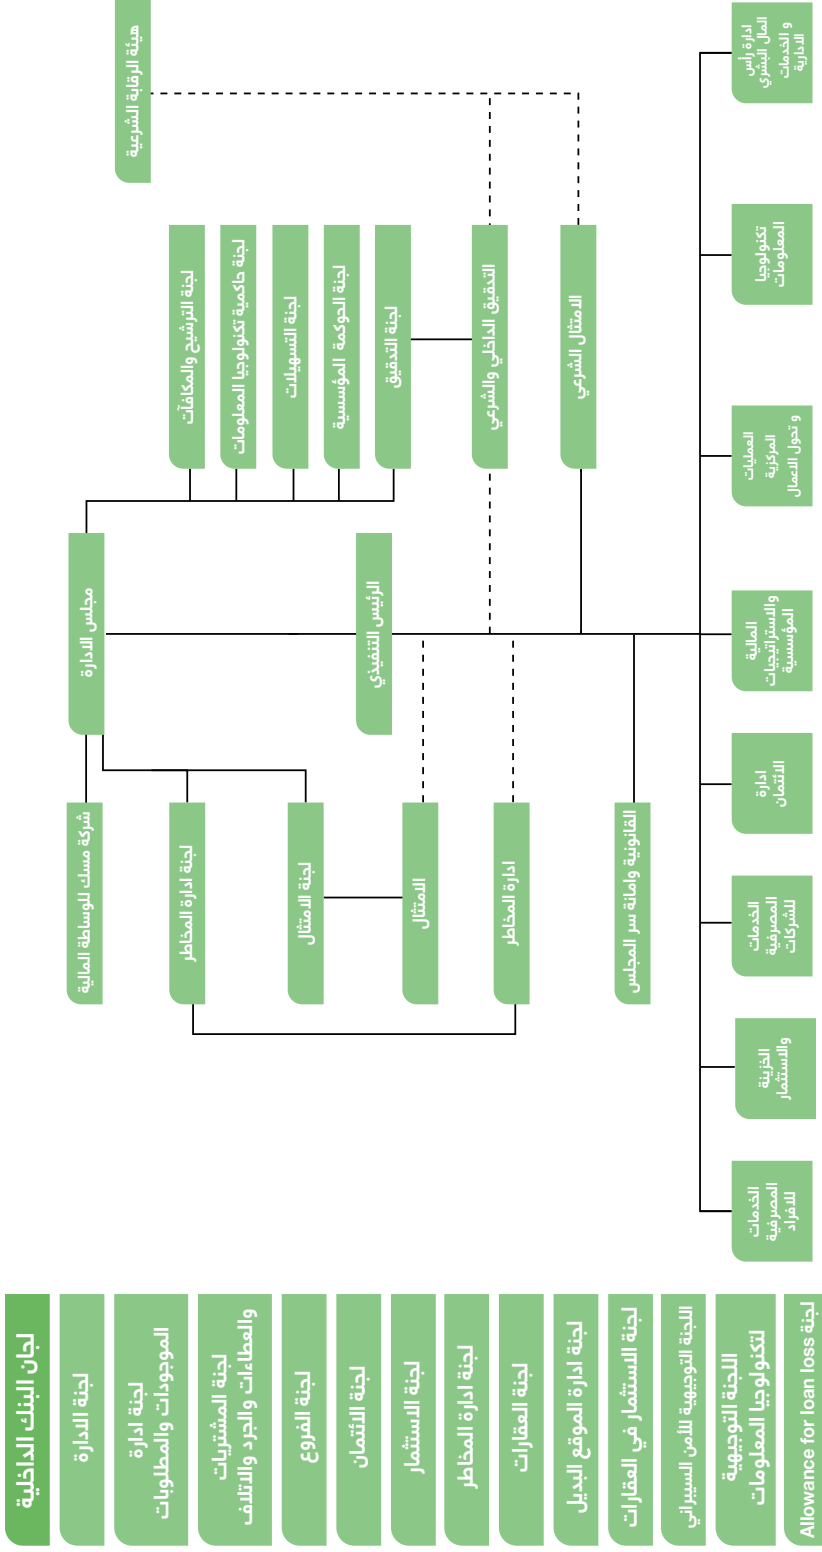 هيئة الرقابة الشرعية
مجلس الادارة
لجنة الترشيح والمكافآت
لجنة حاكمية تكنولوجيا المعلومات
لجنة التسهيلات
لجنة الحوكمة المؤسسية
لجنة التدقيق
التدقيق الداخلي والشرعي
الامتثال الشرعي
الرئيس التنفيذي
شركة مسك للوساطة المالية
لجنة ادارة المخاطر
لجنة الامتثال
الامتثال
ادارة المخاطر
القانونية وامانة سر المجلس
ادارة رأس
المال البشري
و الخدمات
الادارية
تكنولوجيا
المعلومات
العمليات
المركزية
و تحول الاعمال
المالية
والاستراتيجيات
المؤسسية
ادارة
الائتمان
الخدمات
المصرفية
للشركات
الخزينة
والاستثمار
الخدمات
المصرفية
للافراد
لجان البنك الداخلية
لجنة الادارة
لجنة ادارة
الموجودات والمطلوبات
لجنة المشتريات
والعطاءات والجرد والاتلاف
لجنة الفروع
لجنة الائتمان
لجنة الاستثمار
لجنة ادارة المخاطر
لجنة العقارات
لجنة ادارة الموقع البديل
لجنة الاستثمار في العقارات
اللجنة التوجيهية للأمن السيبراني
اللجنة التوجيهية
لتكنولوجيا المعلومات
لجنة Allowance for loan loss